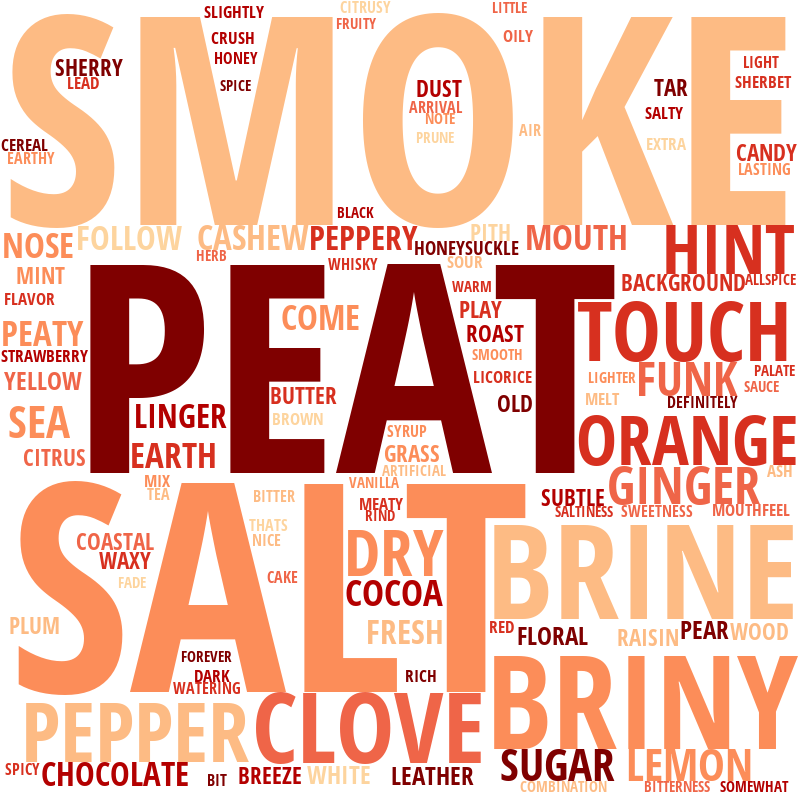 SMOKE
SLIGHTLY
CITRUSY
LITTLE
FRUITY
CRUSH
OILY
HONEY
SHERRY
LIGHT
LEAD
SPICE
DUST
TAR
SHERBET
ARRIVAL
NOTE
SALTY
AIR
PRUNE
EXTRA
CEREAL
EARTHY
CANDY
LASTING
BLACK
NOSE
FOLLOW
CASHEW
PEPPERY
PITH
MOUTH
HINT
HONEYSUCKLE
HERB
WHISKY
SOUR
MINT
BACKGROUND
ALLSPICE
WARM
FLAVOR
PEAT
COME
PLAY
TOUCH
PEATY
ROAST
STRAWBERRY
SMOOTH
YELLOW
LICORICE
LIGHTER
FUNK
PALATE
SAUCE
BUTTER
MELT
OLD
DEFINITELY
SEA
LINGER
BROWN
SYRUP
ORANGE
CITRUS
EARTH
GRASS
ARTIFICIAL
ASH
MIX
VANILLA
GINGER
TEA
BITTER
MEATY
SUBTLE
RIND
SALTINESS
SWEETNESS
MOUTHFEEL
SALT
THATS
NICE
COASTAL
DRY
BRINE
WAXY
FADE
CAKE
COCOA
PLUM
FRESH
RED
FLORAL
RAISIN
PEAR
WOOD
FOREVER
DARK
RICH
WATERING
BRINY
PEPPER
CLOVE
SUGAR
LEMON
SPICY
CHOCOLATE
BIT
BREEZE
WHITE
LEATHER
COMBINATION
BITTERNESS
SOMEWHAT